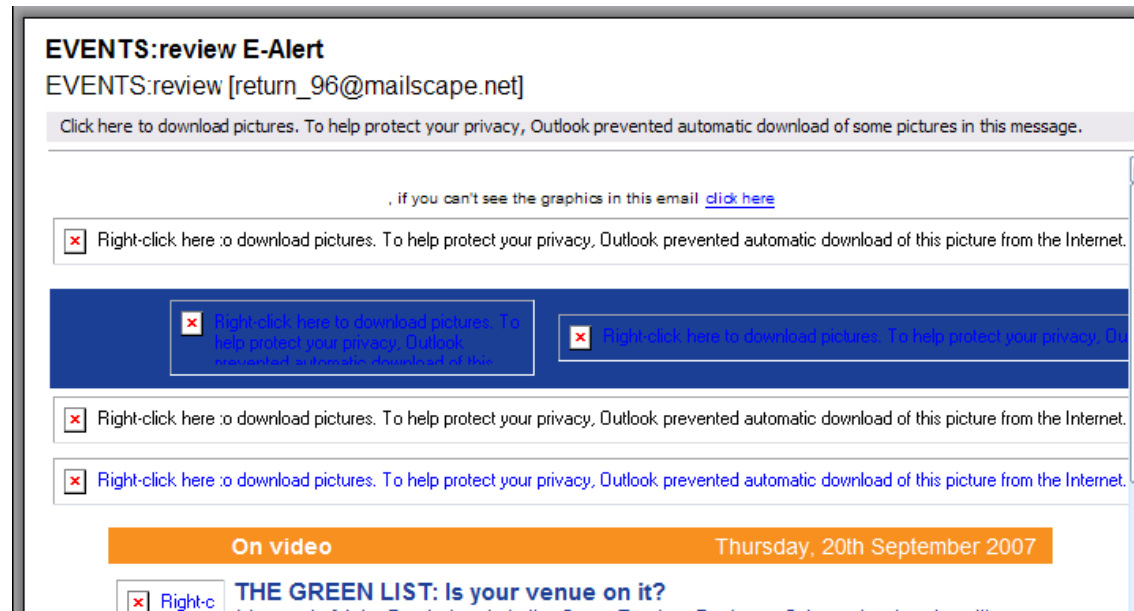 EVENTS:review E-Alert
EVENTS:review [return_96@mailscape.net]
Click here to download pictures. To help protect your privacy, Outlook prevented automatic download of some pictures in this message.
, if you can't see the graphics in this email click here
Right-click here :o download pictures. To help protect your privacy, Outlook prevented automatic download of this picture from the Internet.
Right-click here to download pictures. To
help protect your privacy, Outlook
prevented automatic download of this
Right-click here to download pictures. To help protect your privacy, Ou
Right-click here :o download pictures. To help protect your privacy, Outlook prevented automatic download of this picture from the Internet.
Right-click here :o download pictures. To help protect your privacy, Outlook prevented automatic download of this picture from the Internet.
On video Thursday, 20th September 2007
Right-c THE GREEN LIST: Is your venue on it?